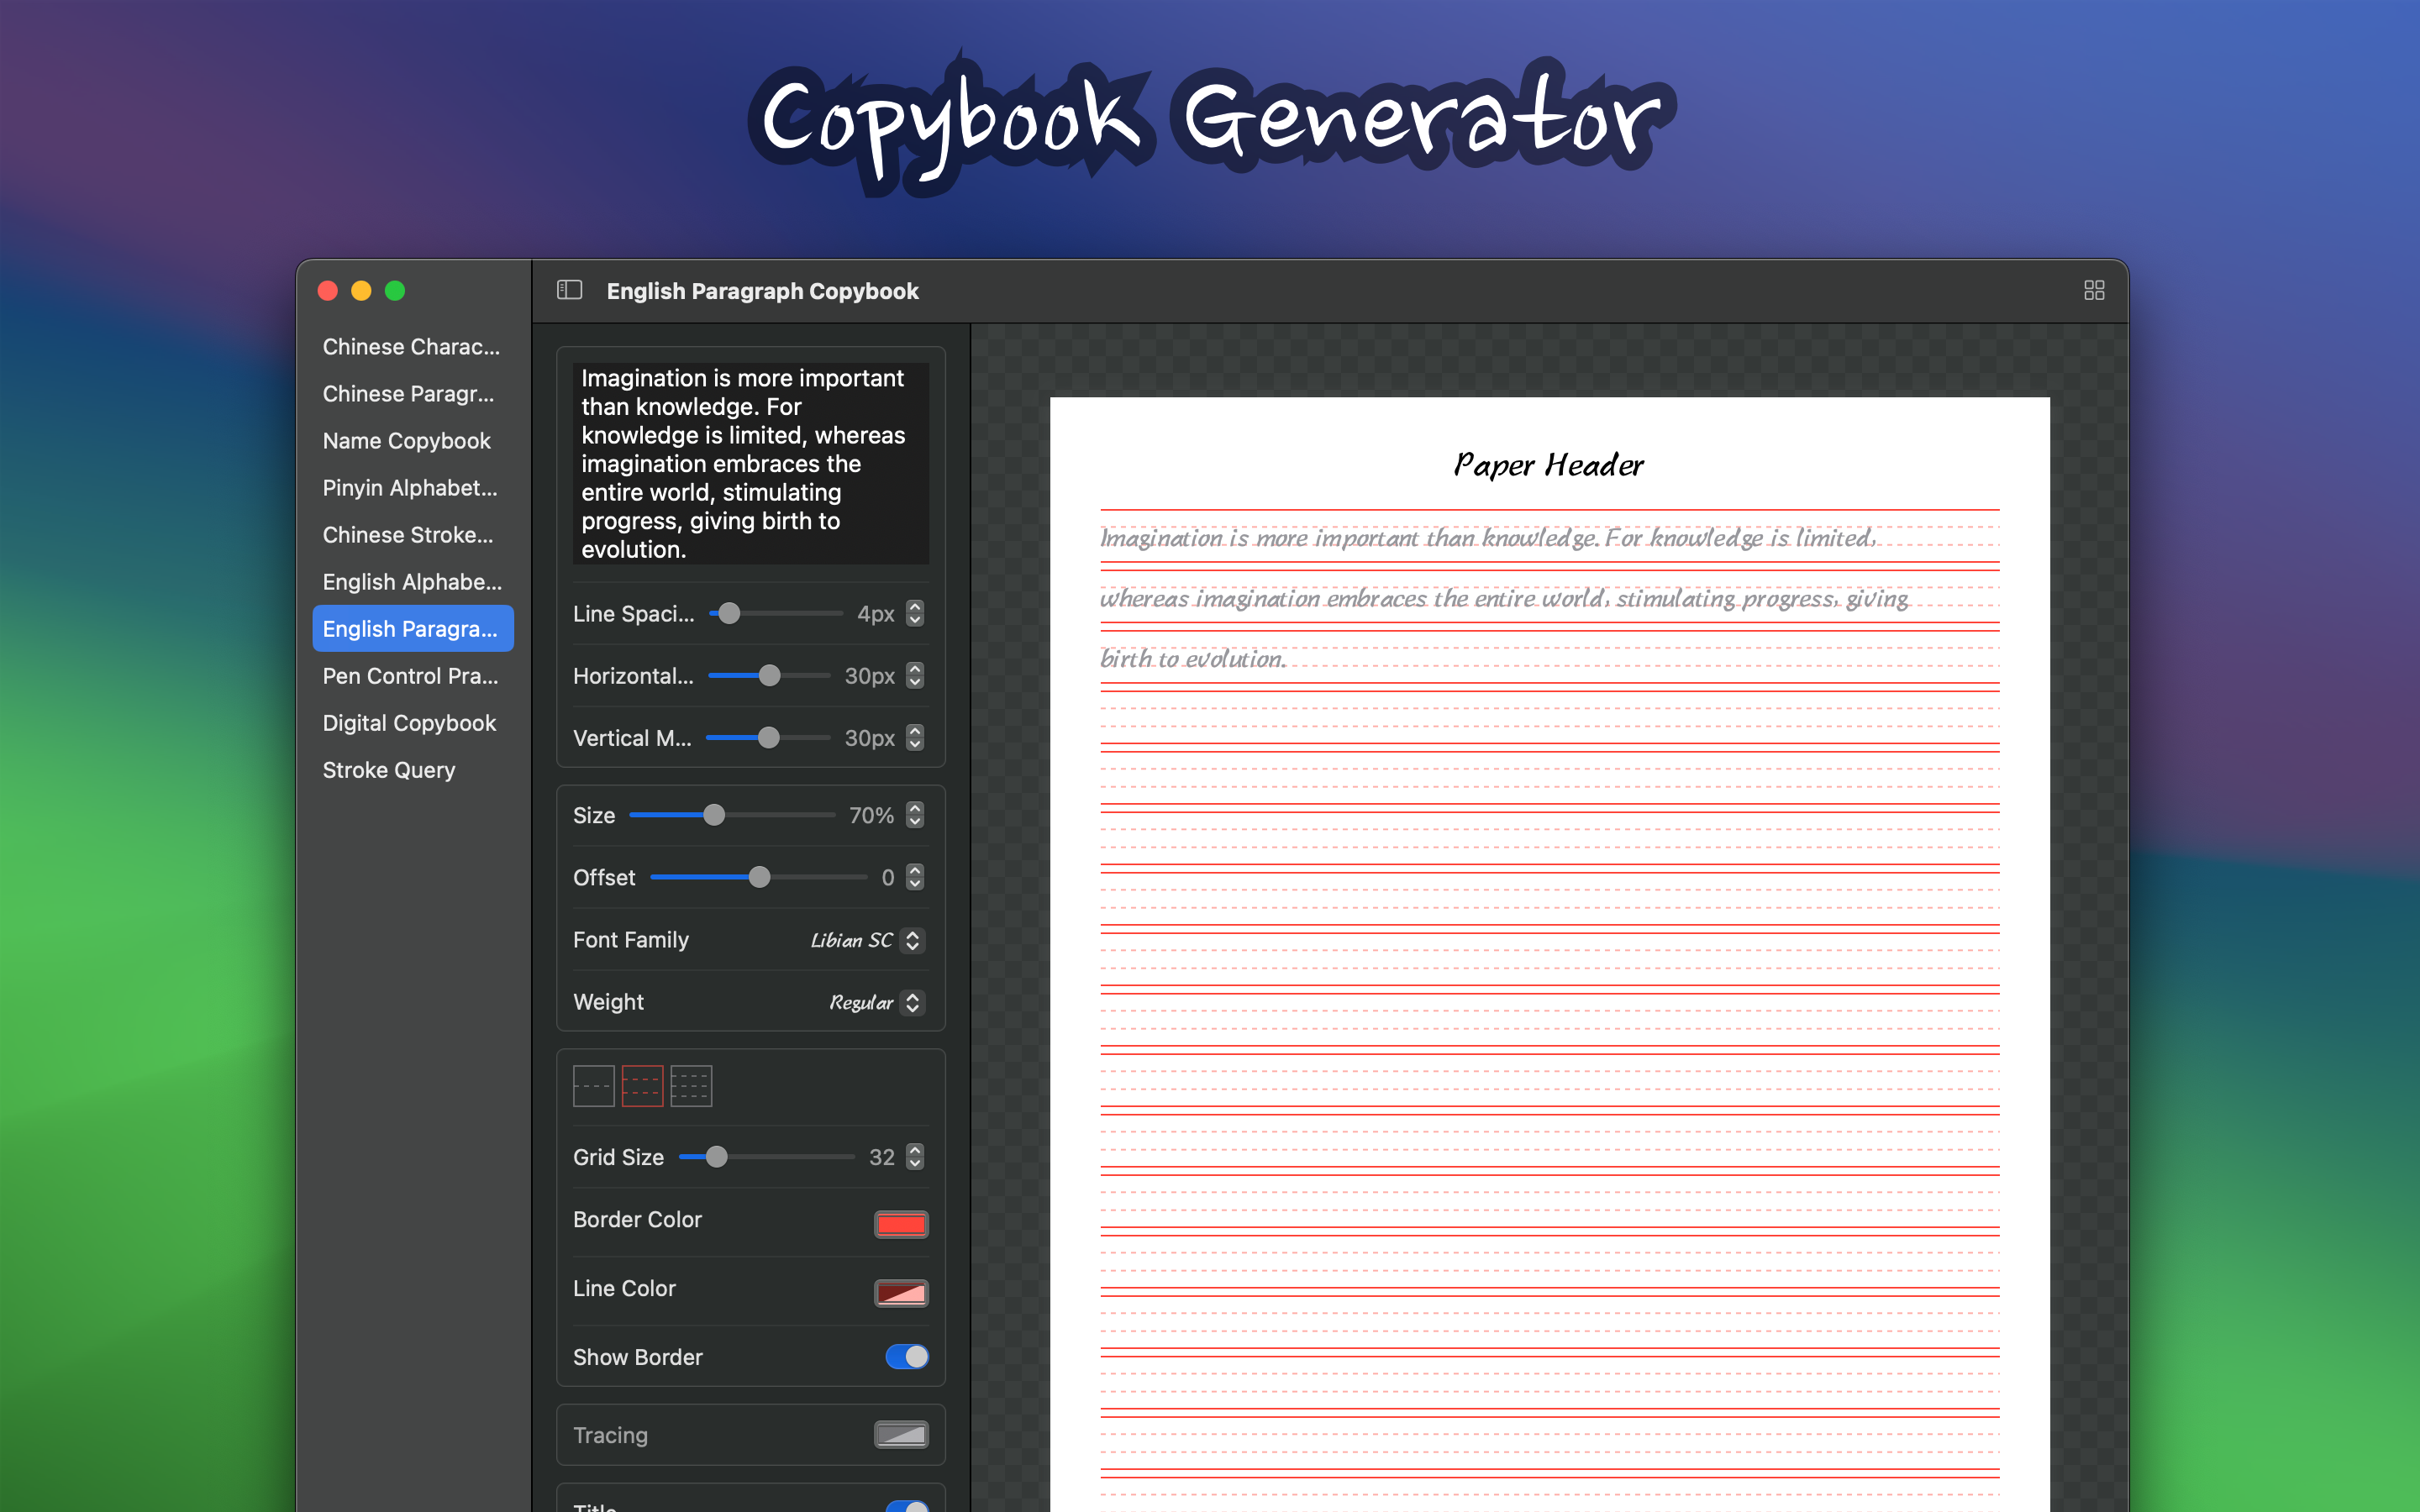 Copybook Generator
English Paragraph Copybook
Chinese Charac...
Chinese Paragr...
Name Copybook
Pinyin Alphabet...
Chinese Stroke...
English Alphabe...
English Paragra...
Pen Control Pra...
Digital Copybook
Stroke Query
Imagination is more important
than knowledge. For
knowledge is limited, whereas
imagination embraces the
entire world, stimulating
progress, giving birth to
evolution.
Line Spaci... 4px
Horizontal... 30px
Vertical M... 30px
Size 70%
Offset 0
Font Family Libian SC
Weight Regular
Grid Size 32
Border Color
Line Color
Show Border
Tracing
Title
Paper Header
Imagination is more important than knowledge. For knowledge is limited,
whereas imagination embraces the entire world, stimulating progress, giving
birth to evolution.